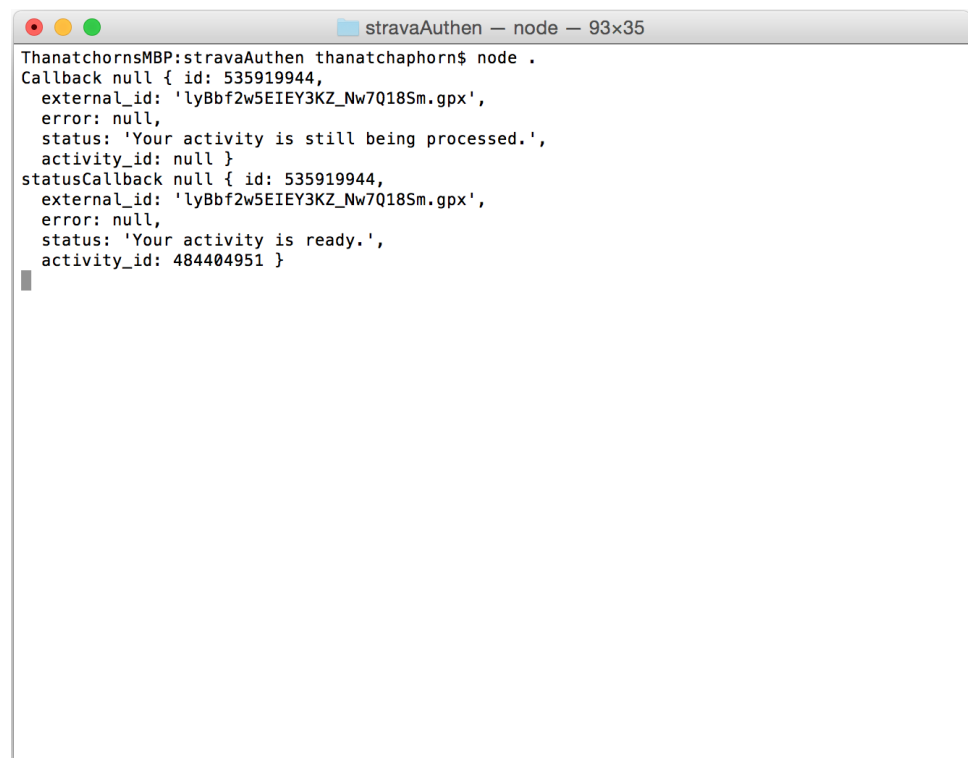 stravaAuthen — node — 93×35
ThanatchornsMBP:stravaAuthen thanatchaphorn$ node .
Callback null { id: 535919944,
  external_id: 'lyBbf2w5EIEY3KZ_Nw7Q18Sm.gpx',
  error: null,
  status: 'Your activity is still being processed.',
  activity_id: null }
statusCallback null { id: 535919944,
  external_id: 'lyBbf2w5EIEY3KZ_Nw7Q18Sm.gpx',
  error: null,
  status: 'Your activity is ready.',
  activity_id: 484404951 }